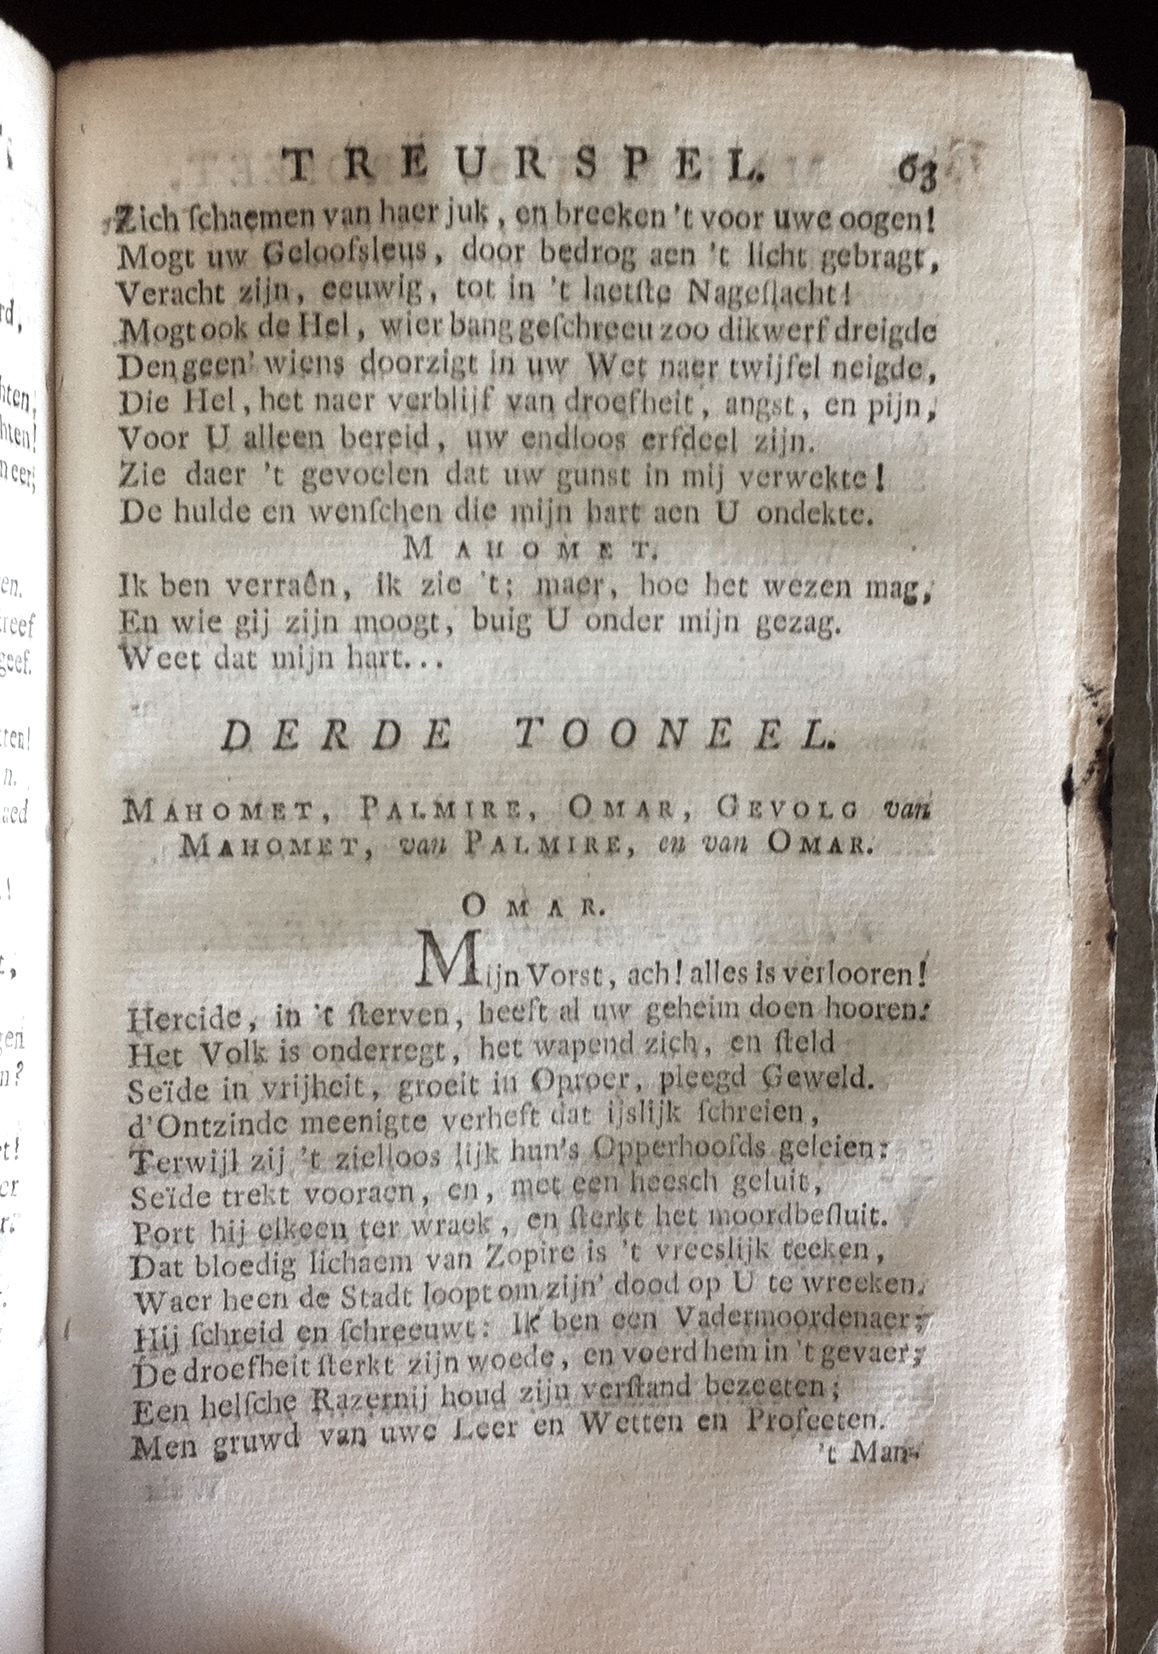 TREURSPEL. 63
Zich ſchaemen van haer juk, en breeken 't voor uwe oogen!
Mogt uw Geloofsleus, door bedrog aen 't licht gebragt,
Veracht zijn, eeuwig, tot in 't laetſte Nageſlacht!
Mogt ook de Hel, wier bang geſchreeu zoo dikwerf dreigde
Den geen' wiens doorzigt in uw Wet naer twijfel neigde,
Die Hel, het naer verblijf van droefheit, angst, en pijn,
Voor U alleen bereid, uw endloos erfdeel zijn.
Zie daer 't gevoelen dat uw gunst in mij verwekte!
De hulde en wenſchen die mijn hart aen U ondekte.
MAHOMET.
Ik ben verraên, ik zie 't; maer, hoe het wezen mag,
En wie gij zijn moogt, buig U onder mijn gezag.
Weet dat mijn hart...
DERDE TOONEEL.
MAHOMET, PALMIRE, OMAR, GEVOLG van
MAHOMET, van PALMIRE, en van OMAR.
OMAR.
Mijn Vorst, ach! alles is verlooren!
Hercide, in 't ſterven, heeft al uw geheim doen hooren:
Het Volk is onderregt, het wapend zich, en ſteld
Seïde in vrijheit, groeit in Oproer, pleegd Geweld.
d'Ontzinde meenigte verheft dat ijslijk ſchreien,
Terwijl zij 't zielloos lijk hun's Opperhoofds geleien:
Seïde trekt vooraen, en, met een heesch geluit,
Port hij elkeen ter wraek, en ſterkt het moordbeſluit.
Dat bloedig lichaem van Zopire is 't vreeslijk teeken,
Waer heen de Stadt loopt om zijn' dood op U te wreeken.
Hij ſchreid en ſchreeuwt: Ik ben een Vadermoordenaer;
De droefheit ſterkt zijn woede, en voerd hem in 't gevaer;
Een helſche Razernij houd zijn verſtand bezeeten;
Men gruwd van uwe Leer en Wetten en Profeeten.
't Man-